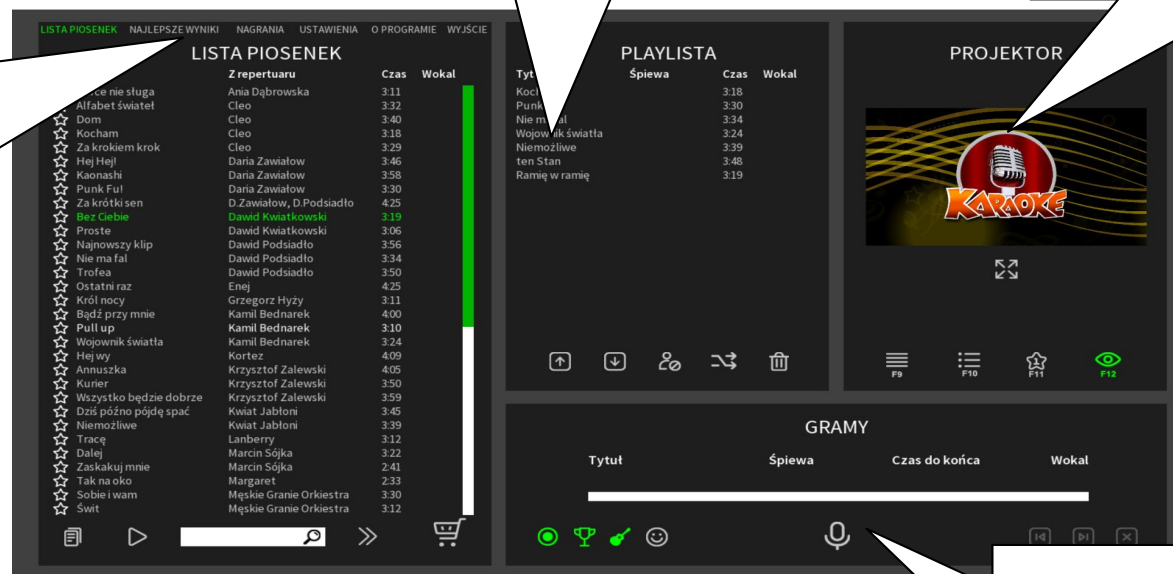 LISTA PIOSENEK NAJLEPSZE WYNIKI NAGRANIA USTAWIENIA O PROGRAMIE WYJŚCIE
LISTA PIOSENEK
Z repertuaru Czas Wokal
nie sługa Ania Dąbrowska 3:11
Alfabet świateł Cleo 3:32
Dom Cleo 3:40
Kocham Cleo 3:18
Za krokiem krok Cleo 3:29
Hej Hej! Daria Zawiałow 3:46
Kaonashi Daria Zawiałow 3:58
Punk Fu! Daria Zawiałow 3:30
Za krótki sen D.Zawiałow, D.Podsiadło 4:25
Bez Ciebie Dawid Kwiatkowski 3:19
Proste Dawid Kwiatkowski 3:06
Najnowszy klip Dawid Podsiadło 3:56
Nie ma fal Dawid Podsiadło 3:34
Trofea Dawid Podsiadło 3:50
Ostatni raz Enej 4:25
Król nocy Grzegorz Hyży 3:11
Bądź przy mnie Kamil Bednarek 4:00
Pull up Kamil Bednarek 3:10
Wojownik światła Kamil Bednarek 3:24
Hej wy Kortez 4:09
Annuszka Krzysztof Zalewski 4:05
Kurier Krzysztof Zalewski 3:50
Wszystko będzie dobrze Krzysztof Zalewski 3:59
Dziś późno pójdę spać Kwiat Jabłoni 3:45
Niemożliwe Kwiat Jabłoni 3:39
Tracę Lanberry 3:12
Dalej Marcin Sójka 3:22
Zaskakuj mnie Marcin Sójka 2:41
Tak na oko Margaret 2:33
Sobie i wam Męskie Granie Orkiestra 3:30
Świt Męskie Granie Orkiestra 3:12
PLAYLISTA
Śpiewa Czas Wokal
3:18
Punk 3:30
Nie ma fal 3:34
Wojownik światła 3:24
Niemożliwe 3:39
ten Stan 3:48
Ramię w ramię 3:19
PROJEKTOR
KARAOKE
F9 F10 1 F11 F12
GRAMY
Tytuł Śpiewa Czas do końca Wokal